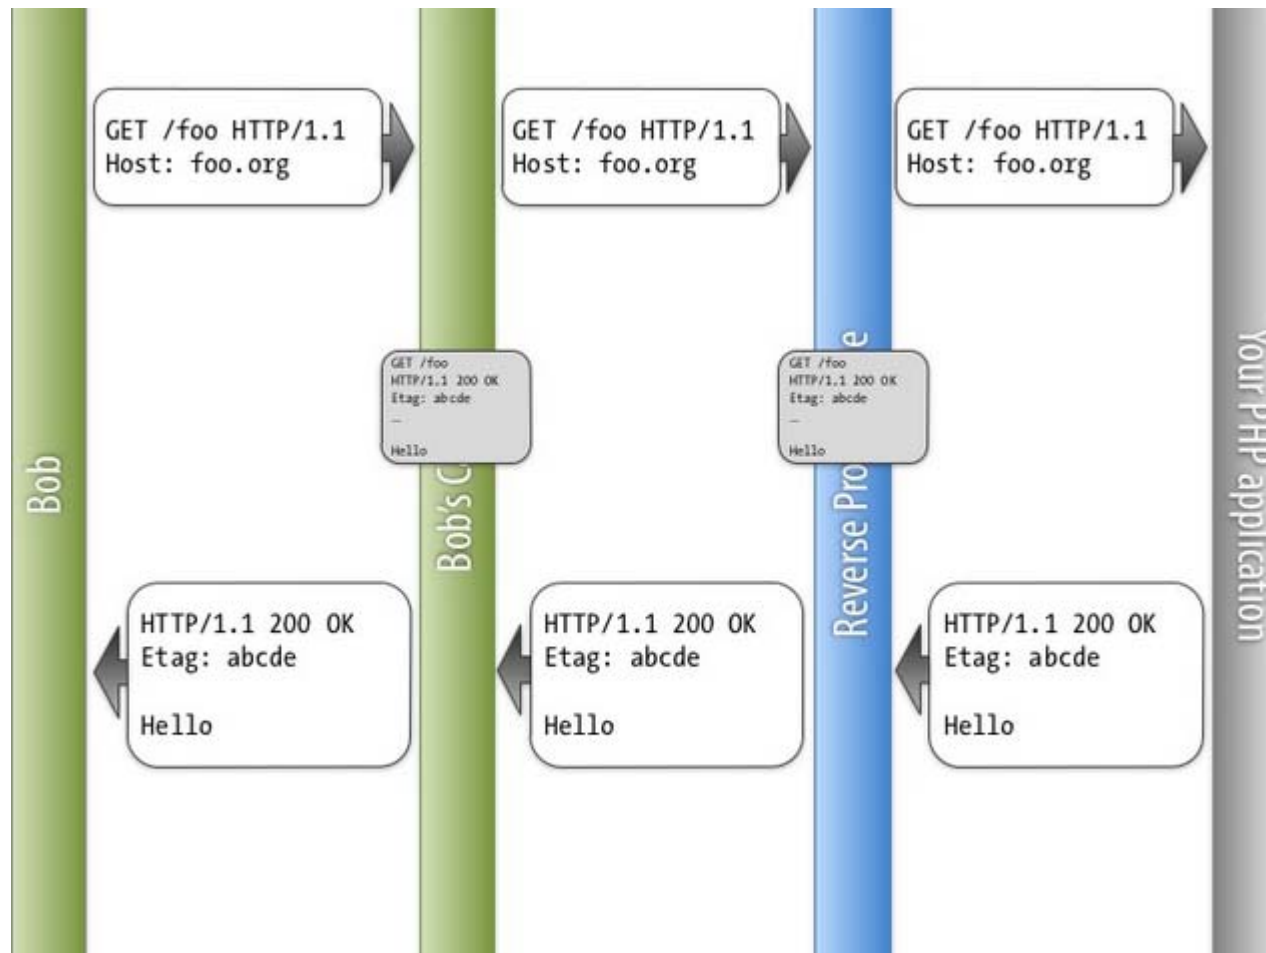 GET /foo HTTP/1.1
Host: foo.org
GET /foo HTTP/1.1
Host: foo.org
GET /foo HTTP/1.1
Host: foo.org
GET /foo
HTTP/1.1 200 OK
Etag: abcde
—
Hello
GET /foo
HTTP/1.1 200 OK
Etag: abcde
—
Hello
Bob
Bob's
Reverse
Your PHP application
HTTP/1.1 200 OK
Etag: abcde
Hello
HTTP/1.1 200 OK
Etag: abcde
Hello
HTTP/1.1 200 OK
Etag: abcde
Hello